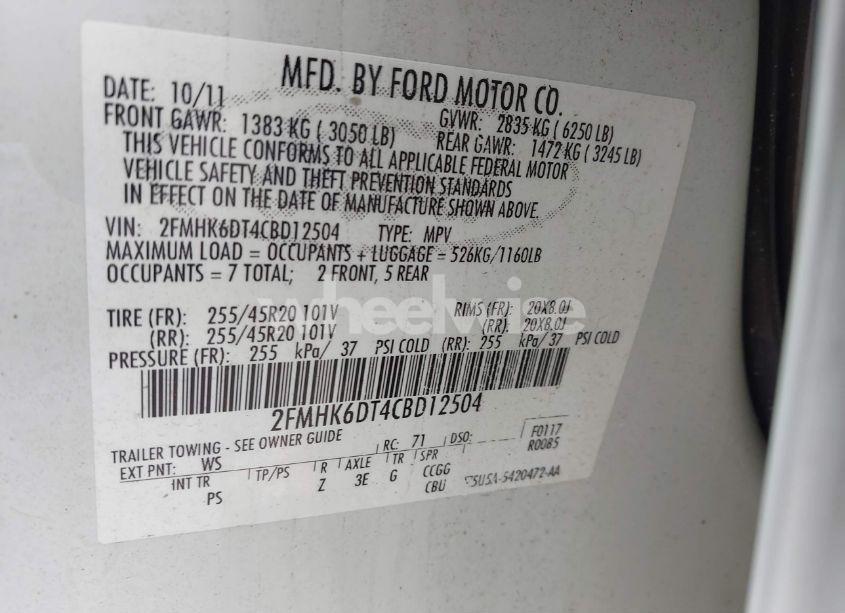 MFD. BY FORD MOTOR CO.
DATE: 10/11 GVWR: 2835 KG ( 6250 LB)
FRONT GAWR: 1383 KG ( 3050 LB) REAR GAWR: 1472 KG ( 3245 LB)
THIS VEHICLE CONFORMS TO ALL APPLICABLE FEDERAL MOTOR
VEHICLE SAFETY AND THEFT PREVENTION STANDARDS
IN EFFECT ON THE DATE OF MANUFACTURE SHOWN ABOVE.
VIN: 2FMHK6DT4CBD12504 TYPE: MPV
MAXIMUM LOAD = OCCUPANTS + LUGGAGE = 526KG/1160LB
OCCUPANTS = 7 TOTAL; 2 FRONT, 5 REAR
wheelwise
TIRE (FR): 255/45R20 101V RIMS (FR): 20X8.0J
(RR): 255/45R20 101V (RR): 20X8.0J
PRESSURE (FR): 255 kPa/ 37 PSI COLD (RR): 255 kPa/ 37 PSI COLD
2FMHK6DT4CBD12504
TRAILER TOWING - SEE OWNER GUIDE RC: 71 DSO: F0117
R0085
EXT PNT: WS
INT TR TP/PS R AXLE TR SPR
PS Z 3E G CCGG
CBU 5U5A-5420472-AA